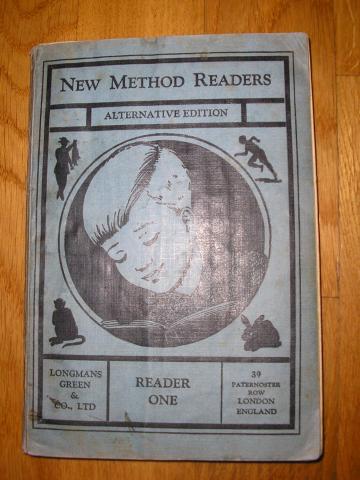 NEW METHOD READERS
ALTERNATIVE EDITION
LONGMANS
GREEN
&
CO., LTD
READER
ONE
39
PATERNOSTER
ROW
LONDON
ENGLAND